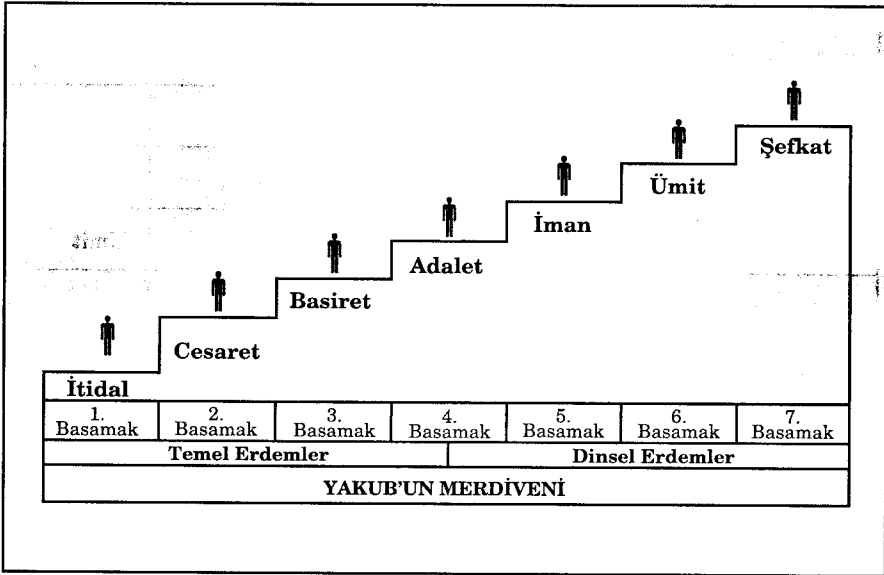 Şefkat
Ümit
İman
Adalet
Basiret
Cesaret
İtidal
1. Basamak
2. Basamak
3. Basamak
4. Basamak
5. Basamak
6. Basamak
7. Basamak
Temel Erdemler
Dinsel Erdemler
YAKUB'UN MERDİVENİ